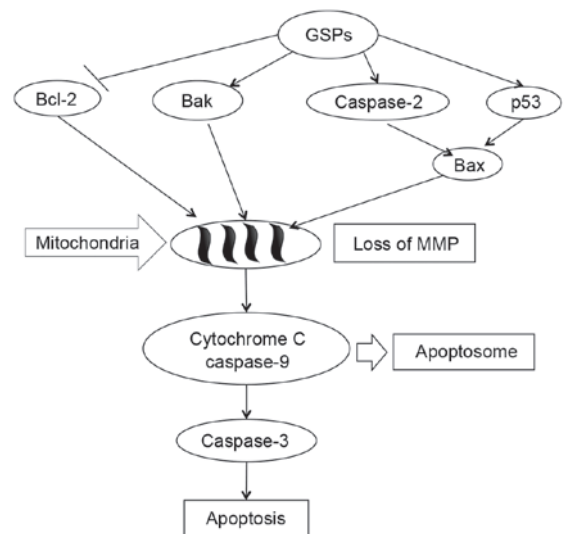 GSPs
Bcl-2
Bak
Caspase-2
p53
Bax
Mitochondria
Loss of MMP
Cytochrome C
caspase-9
Apoptosome
Caspase-3
Apoptosis